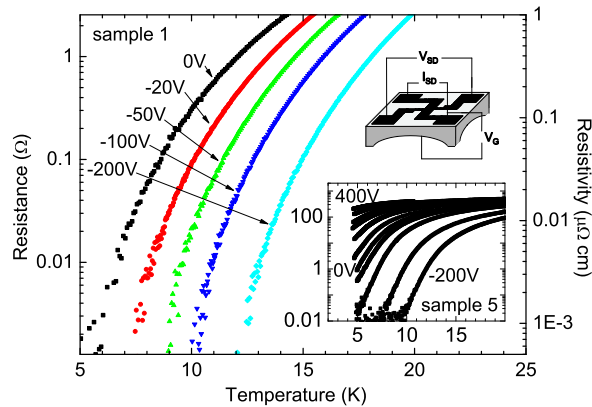 sample 1
0V
-20V
-50V
-100V
-200V
Resistance (Ω)
1
0.1
0.01
5
10
15
20
25
Temperature (K)
1
0.1
0.01
1E-3
Resistivity (μΩ cm)
V_SD
I_SD
V_G
400V
0V
-200V
sample 5
100
1
0.01
5
10
15